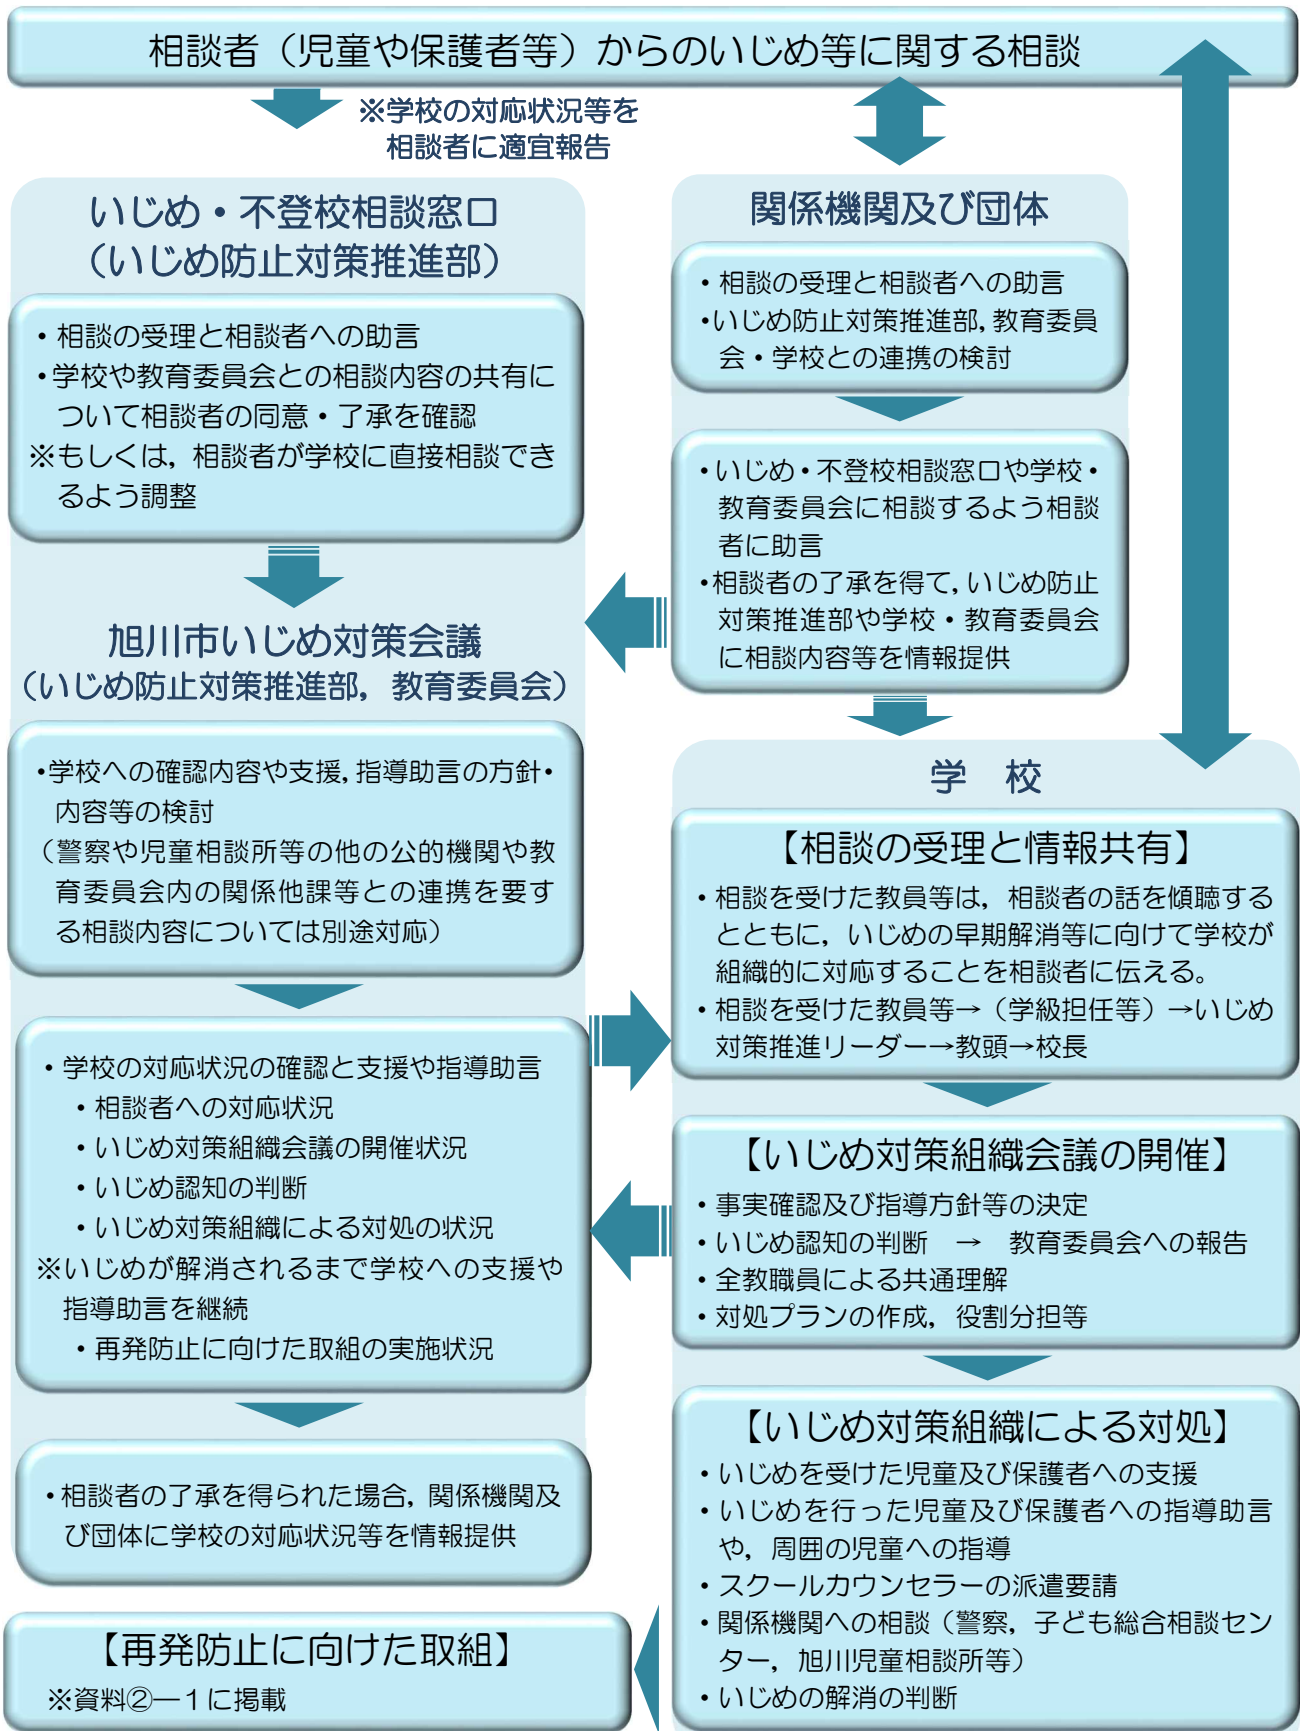 相談者（児童や保護者等）からのいじめ等に関する相談
※学校の対応状況等を
相談者に適宜報告
いじめ・不登校相談窓口
（いじめ防止対策推進部）
・相談の受理と相談者への助言
・学校や教育委員会との相談内容の共有に
ついて相談者の同意・了承を確認
※もしくは，相談者が学校に直接相談でき
るよう調整
旭川市いじめ対策会議
（いじめ防止対策推進部，教育委員会）
・学校への確認内容や支援，指導助言の方針・
内容等の検討
（警察や児童相談所等の他の公的機関や教
育委員会内の関係他課等との連携を要す
る相談内容については別途対応）
・学校の対応状況の確認と支援や指導助言
・相談者への対応状況
・いじめ対策組織会議の開催状況
・いじめ認知の判断
・いじめ対策組織による対処の状況
※いじめが解消されるまで学校への支援や
指導助言を継続
・再発防止に向けた取組の実施状況
・相談者の了承を得られた場合，関係機関及
び団体に学校の対応状況等を情報提供
関係機関及び団体
・相談の受理と相談者への助言
・いじめ防止対策推進部，教育委員
会・学校との連携の検討
・いじめ・不登校相談窓口や学校・
教育委員会に相談するよう相談
者に助言
・相談者の了承を得て，いじめ防止
対策推進部や学校・教育委員会
に相談内容等を情報提供
学　校
【相談の受理と情報共有】
・相談を受けた教員等は，相談者の話を傾聴する
とともに，いじめの早期解消等に向けて学校が
組織的に対応することを相談者に伝える。
・相談を受けた教員等→（学級担任等）→いじめ
対策推進リーダー→教頭→校長
【いじめ対策組織会議の開催】
・事実確認及び指導方針等の決定
・いじめ認知の判断　→　教育委員会への報告
・全教職員による共通理解
・対処プランの作成，役割分担等
【いじめ対策組織による対処】
・いじめを受けた児童及び保護者への支援
・いじめを行った児童及び保護者への指導助言
や，周囲の児童への指導
・スクールカウンセラーの派遣要請
・関係機関への相談（警察，子ども総合相談セン
ター，旭川児童相談所等）
・いじめの解消の判断
【再発防止に向けた取組】
※資料②―１に掲載